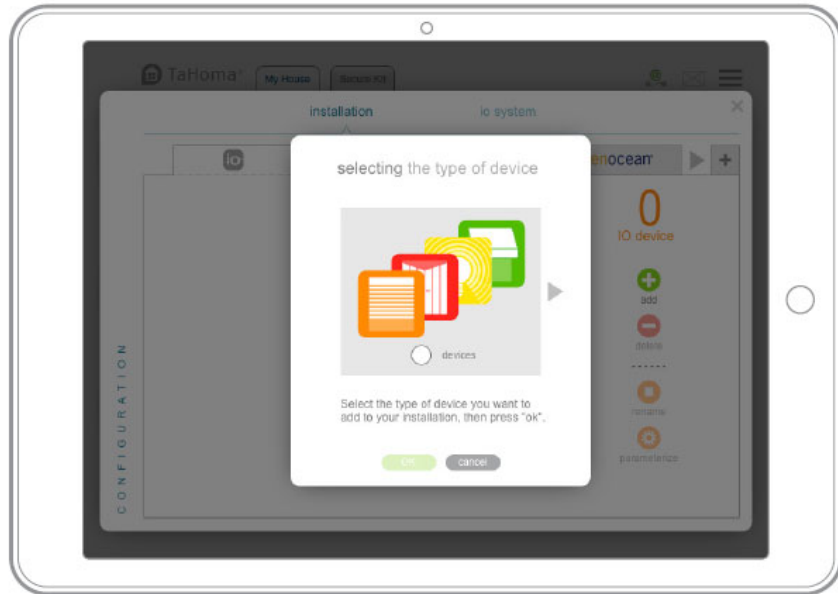 TaHoma®
My House
Sensor Kit
installation
io system
io
enocean
selecting the type of device
0
IO device
add
delete
devices
Select the type of device you want to
add to your installation, then press "ok".
rename
parameterize
OK
cancel
CONFIGURATION